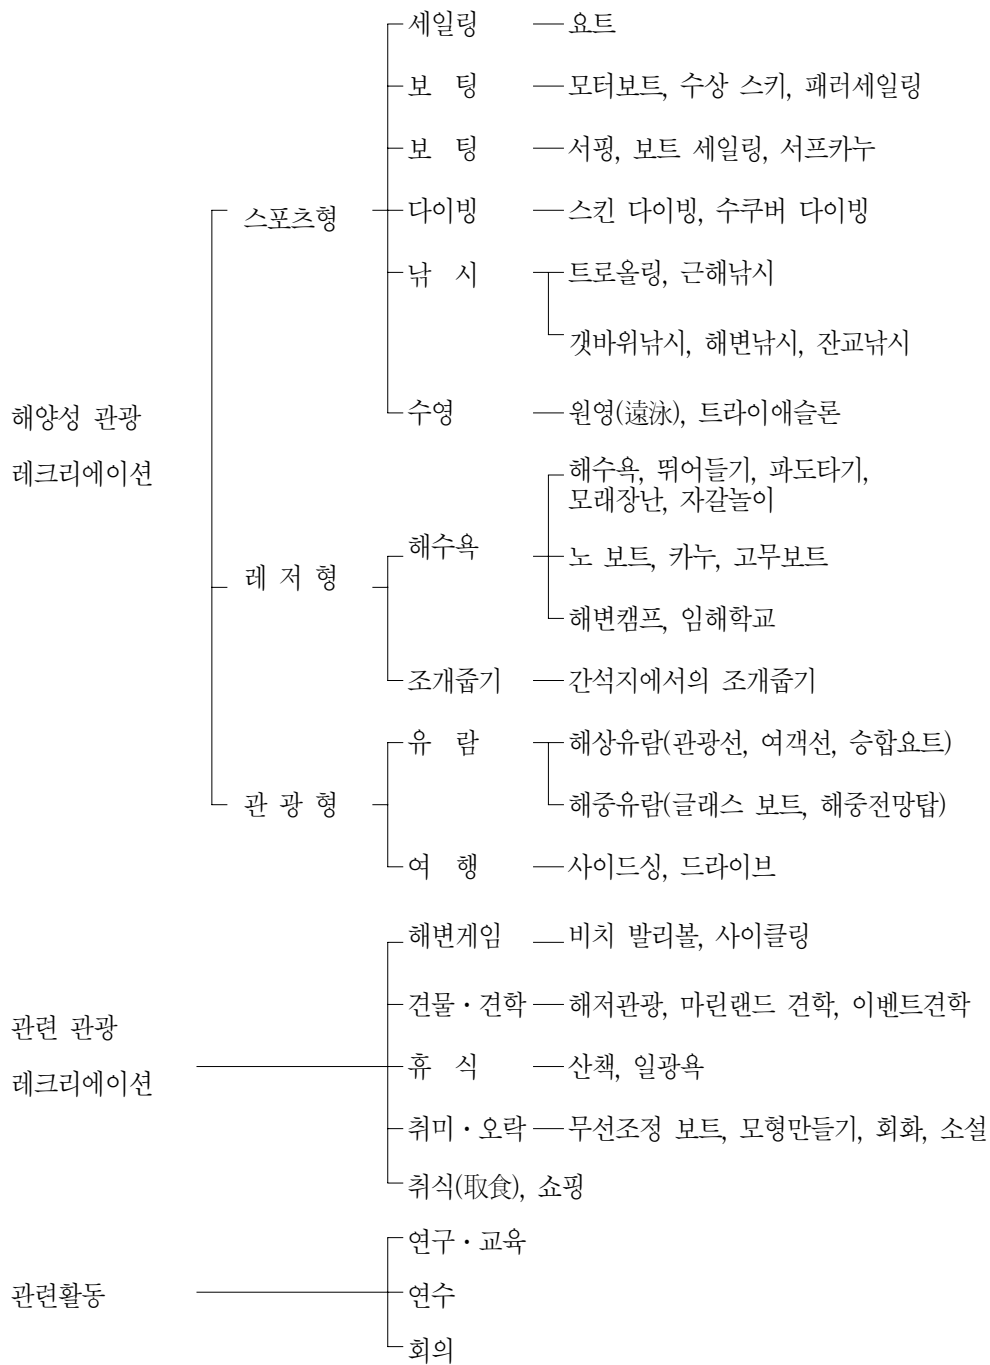 세일링 요트
보 팅 모터보트, 수상 스키, 패러세일링
보 팅 서핑, 보트 세일링, 서프카누
스포츠형 다이빙 스킨 다이빙, 수쿠버 다이빙
낚 시 트로올링, 근해낚시
갯바위낚시, 해변낚시, 잔교낚시
해양성 관광 수영 원영(遠泳), 트라이애슬론
레크리에이션 해수욕, 뛰어들기, 파도타기,
모래장난, 자갈놀이
레 저 형 해수욕 노 보트, 카누, 고무보트
해변캠프, 임해학교
조개줍기 간석지에서의 조개줍기
유 람 해상유람(관광선, 여객선, 승합요트)
관 광 형 해중유람(글래스 보트, 해중전망탑)
여 행 사이드싱, 드라이브
해변게임 비치 발리볼, 사이클링
관련 관광 견물·견학 해저관광, 마린랜드 견학, 이벤트견학
레크리에이션 휴 식 산책, 일광욕
취미·오락 무선조정 보트, 모형만들기, 회화, 소설
취식(取食), 쇼핑
연구·교육
관련활동 연수
회의